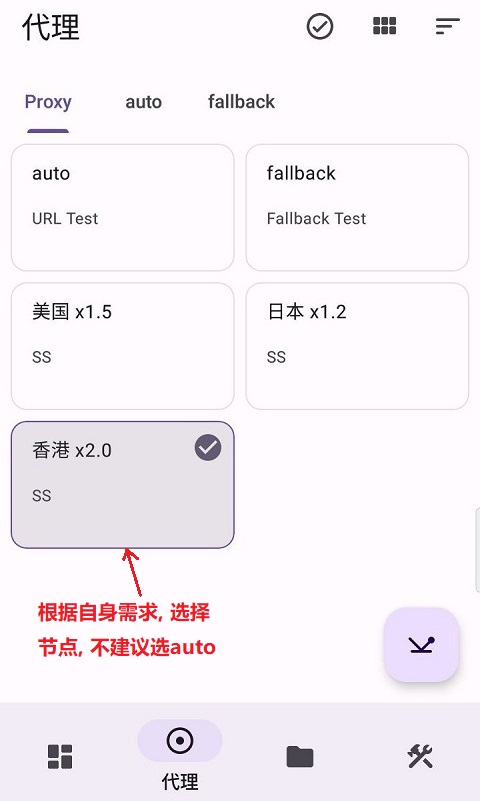 代理
Proxy auto fallback
auto
URL Test
fallback
Fallback Test
美国 x1.5
SS
日本 x1.2
SS
香港 x2.0
SS
根据自身需求, 选择
节点, 不建议选auto
代理